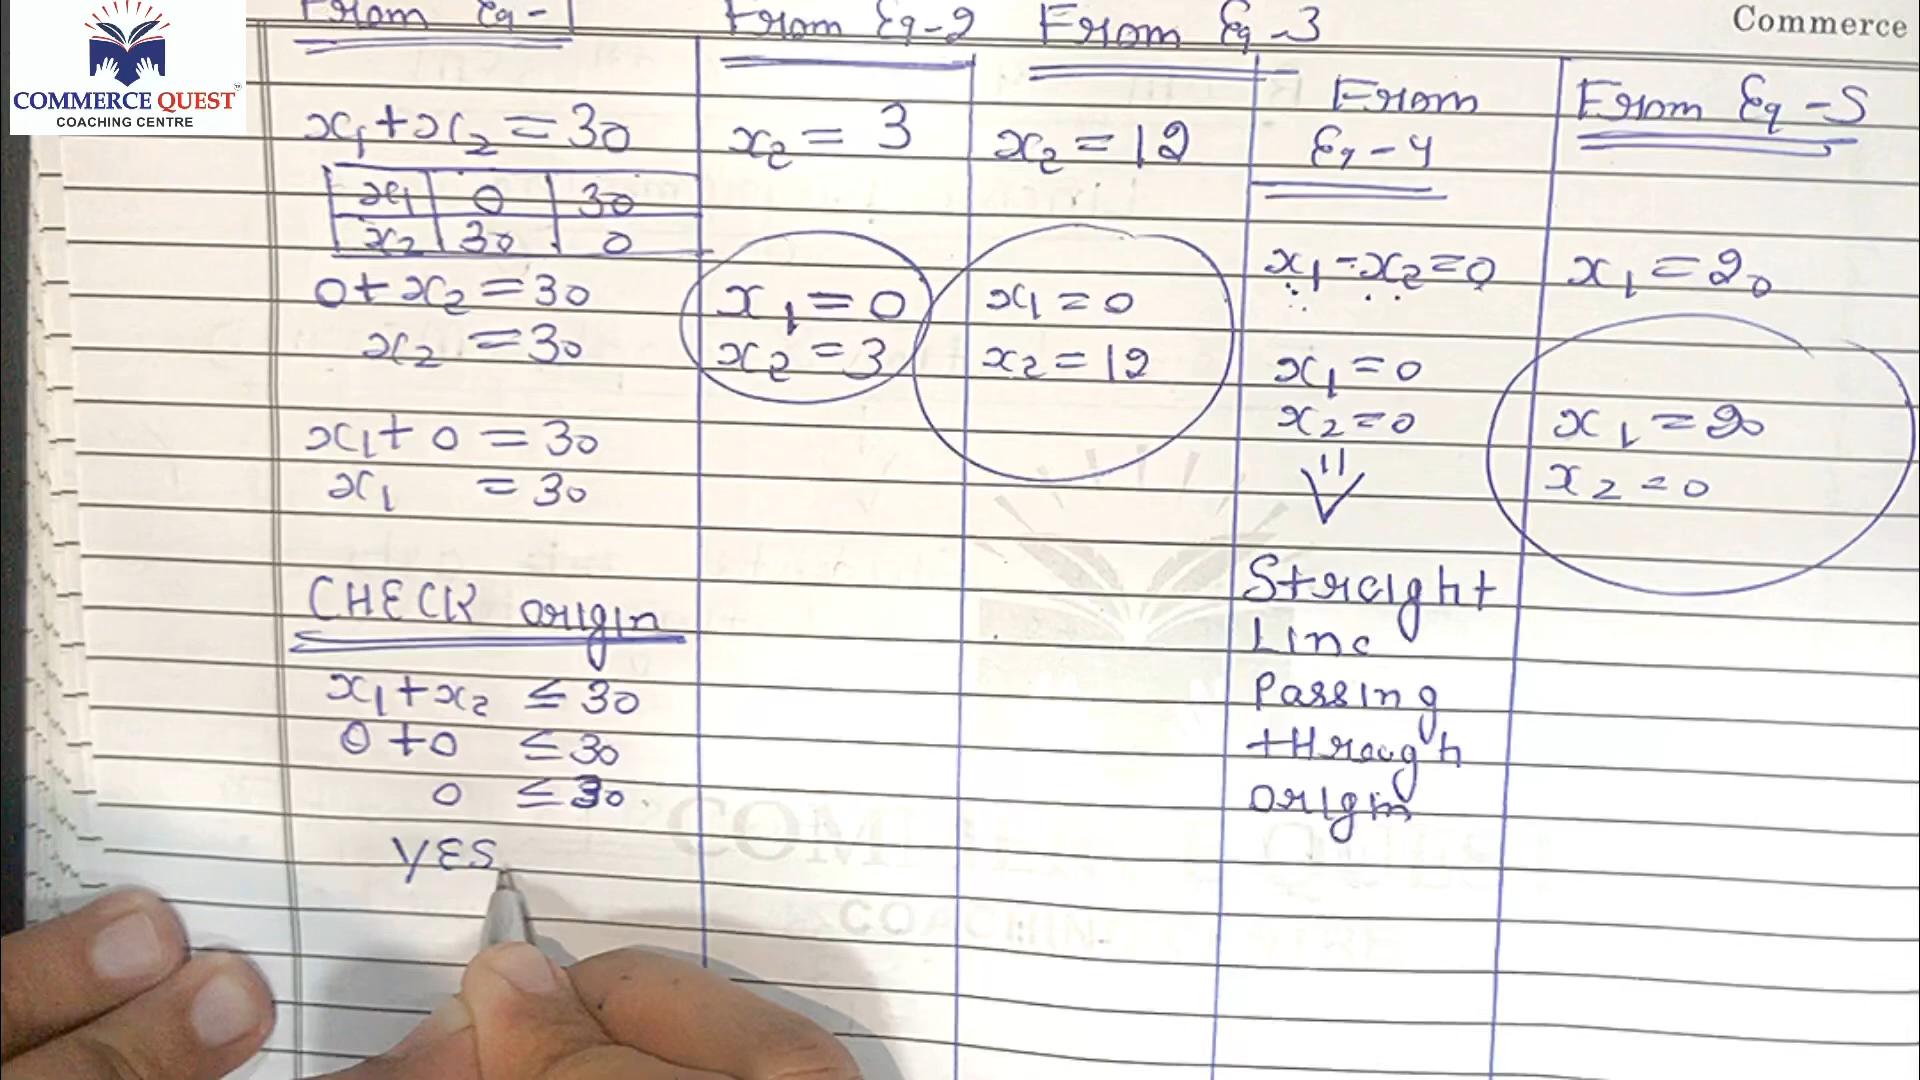 COMMERCE QUEST
COACHING CENTRE
Commerce
From Eq-1
x₁+x₂=30
x₁ 0 30
x₂ 30 0
0+x₂=30
x₂ =30
x₁+0=30
x₁ =30
CHECK origin
x₁+x₂ ≤30
0+0 ≤30
0 ≤30
YES
From Eq-2
x₂=3
x₁=0
x₂=3
From Eq-3
x₂=12
x₁=0
x₂=12
From
Eq-4
x₁-x₂=0
x₁=0
x₂=0
Straight
Line
Passing
through
origin
From Eq-5
x₁=20
x₁=20
x₂=0